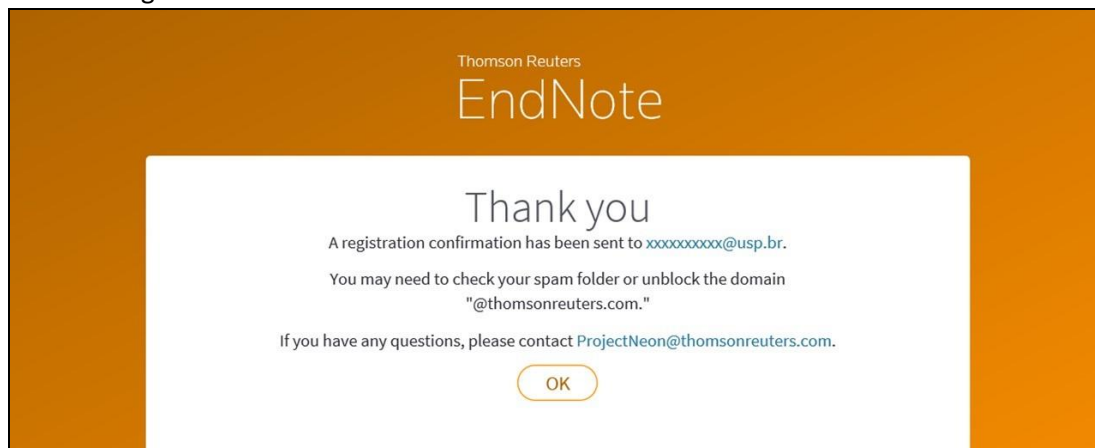 Thomson Reuters
EndNote
Thank you
A registration confirmation has been sent to xxxxxxxxxx@usp.br.
You may need to check your spam folder or unblock the domain
"@thomsonreuters.com."
If you have any questions, please contact ProjectNeon@thomsonreuters.com.
OK